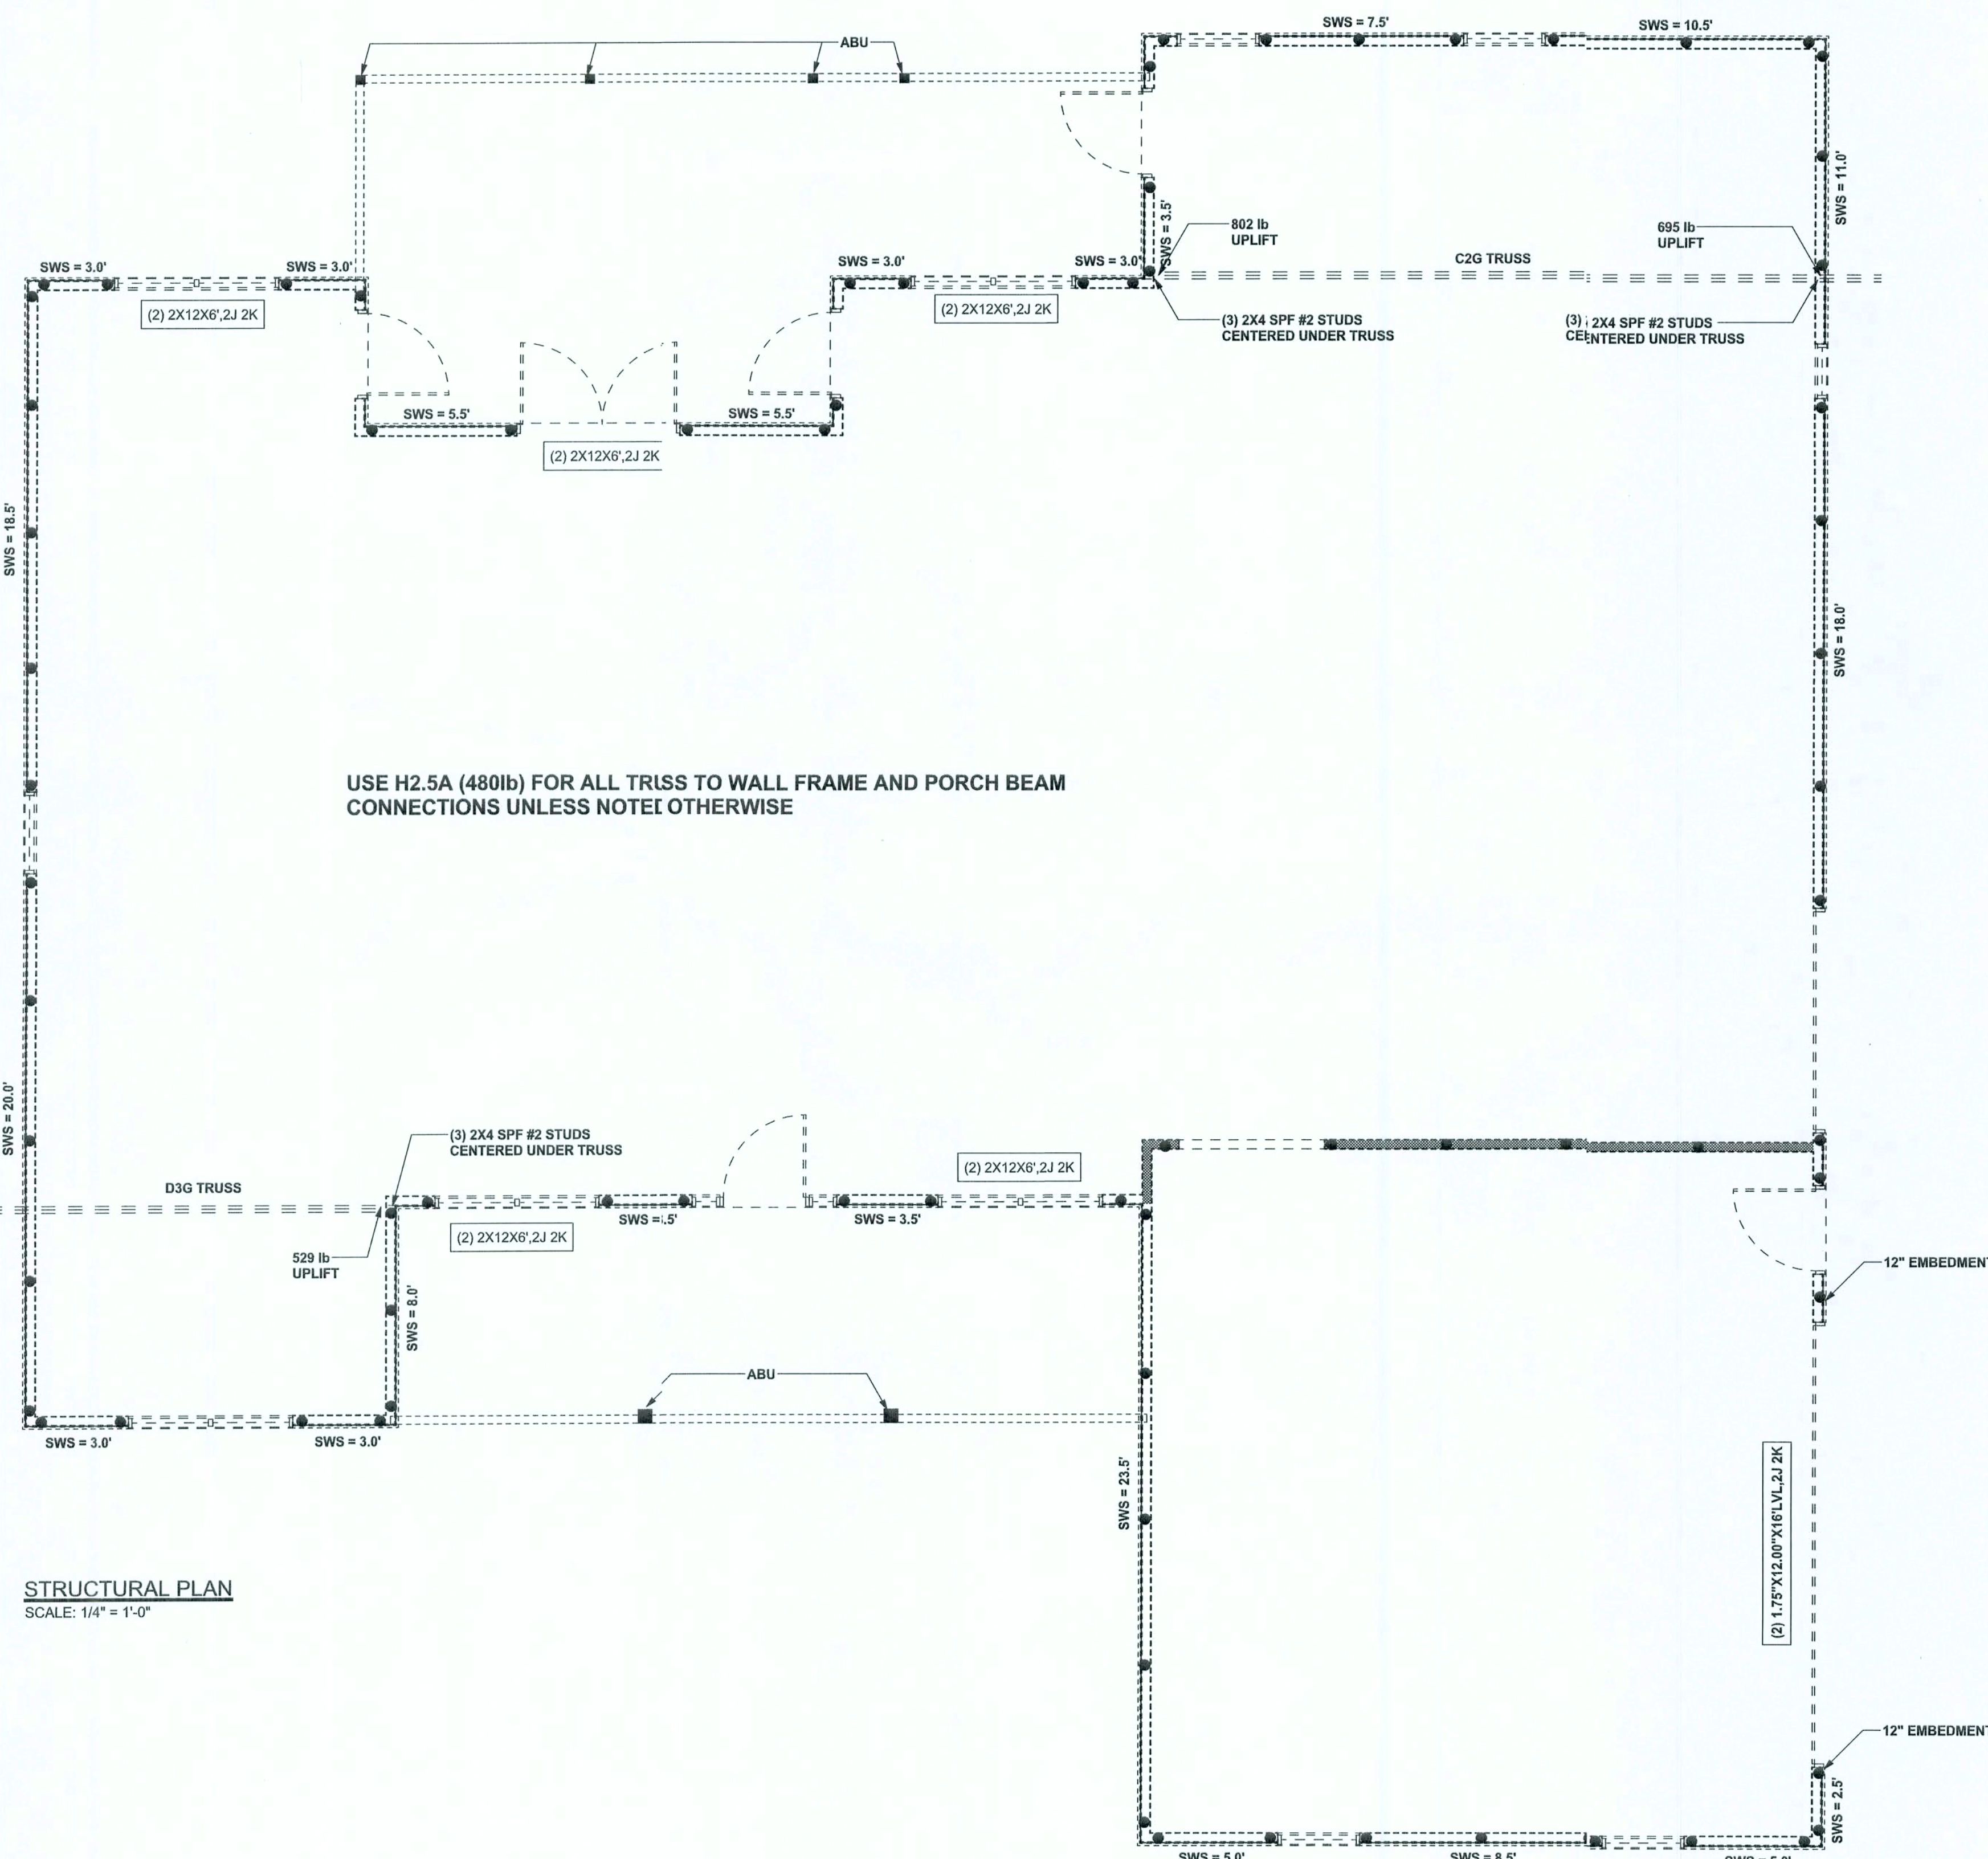 SWS = 7.5'
SWS = 10.5'
ABU
SWS = 11.0'
SWS = 3.5'
802 lb
UPLIFT
695 lb
UPLIFT
C2G TRUSS
SWS = 3.0'
SWS = 3.0'
SWS = 3.0'
SWS = 3.0'
(2) 2X12X6',2J 2K
(2) 2X12X6',2J 2K
(3) 2X4 SPF #2 STUDS
CENTERED UNDER TRUSS
(3) 2X4 SPF #2 STUDS
CENTERED UNDER TRUSS
SWS = 5.5'
SWS = 5.5'
(2) 2X12X6',2J 2K
SWS = 18.5'
SWS = 18.0'
USE H2.5A (480lb) FOR ALL TRUSS TO WALL FRAME AND PORCH BEAM
CONNECTIONS UNLESS NOTE OTHERWISE
SWS = 20.0'
(3) 2X4 SPF #2 STUDS
CENTERED UNDER TRUSS
(2) 2X12X6',2J 2K
D3G TRUSS
SWS = .5'
SWS = 3.5'
(2) 2X12X6',2J 2K
529 lb
UPLIFT
12" EMBEDMENT
SWS = 8.0'
ABU
SWS = 3.0'
SWS = 3.0'
SWS = 23.5'
(2) 1.75"X12.00"X16'LVL,2J 2K
STRUCTURAL PLAN
SCALE: 1/4" = 1'-0"
12" EMBEDMENT
SWS = 2.5'
SWS = 5.0'
SWS = 8.5'
SWS = 5.0'